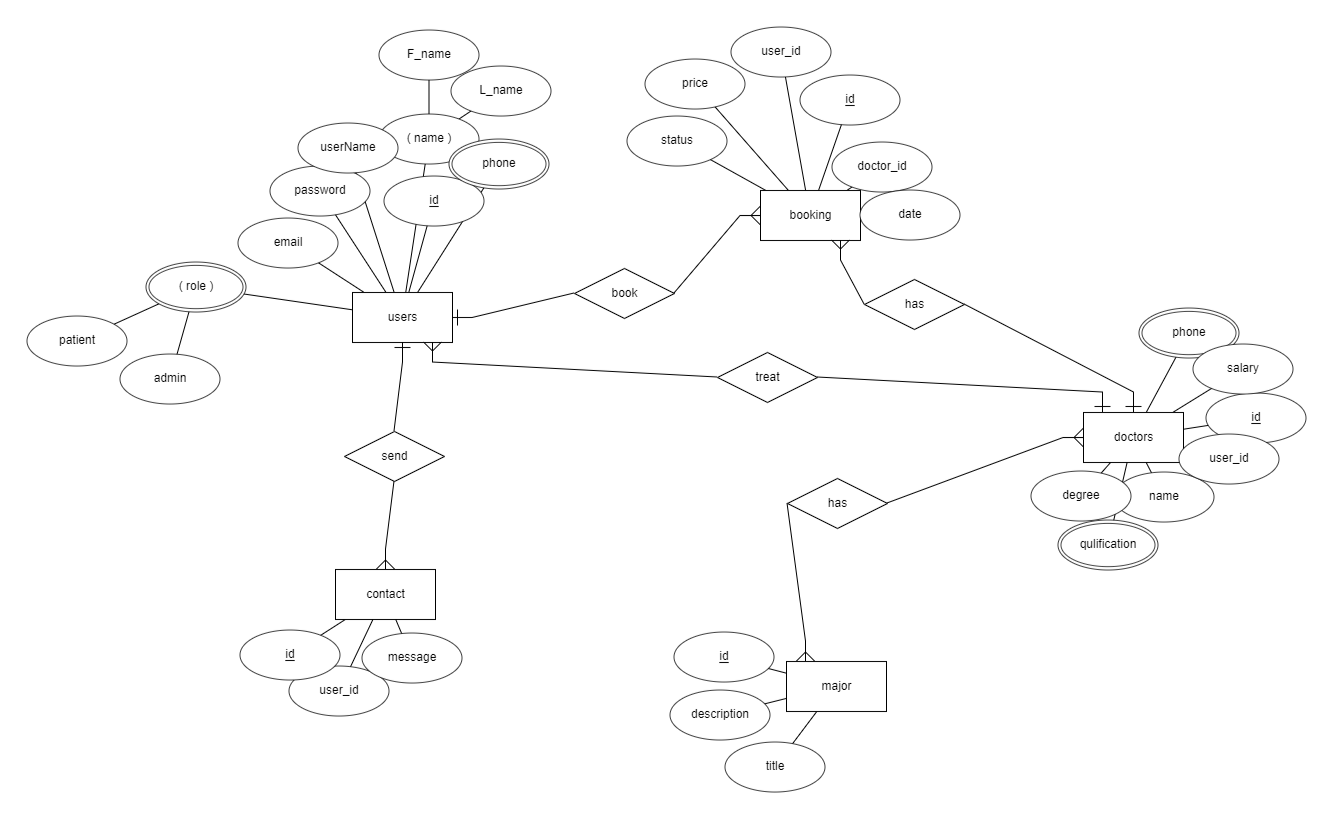 F_name
L_name
( name )
userName
phone
password
id
email
( role )
patient
admin
users
user_id
price
id
status
doctor_id
booking
date
book
has
treat
phone
salary
id
doctors
user_id
degree
name
qulification
send
has
contact
id
user_id
message
id
major
description
title